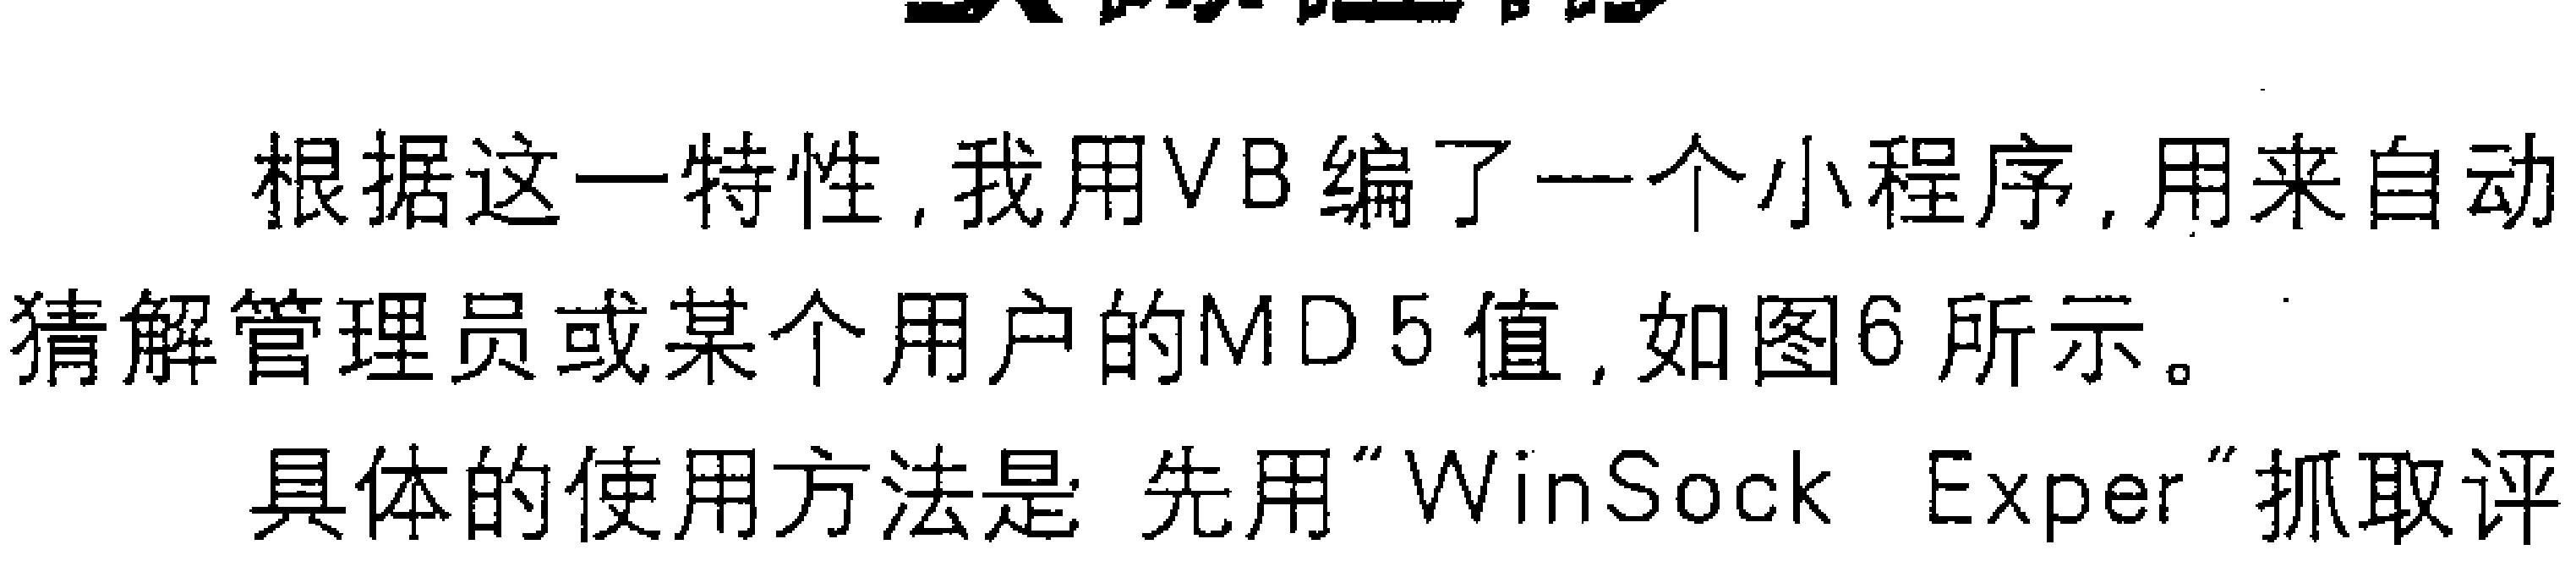 根据这一特性,我用VB编了一个小程序,用来自动
猜解管理员或某个用户的MD5值,如图6所示。
具体的使用方法是 先用“WinSock Exper”抓取评